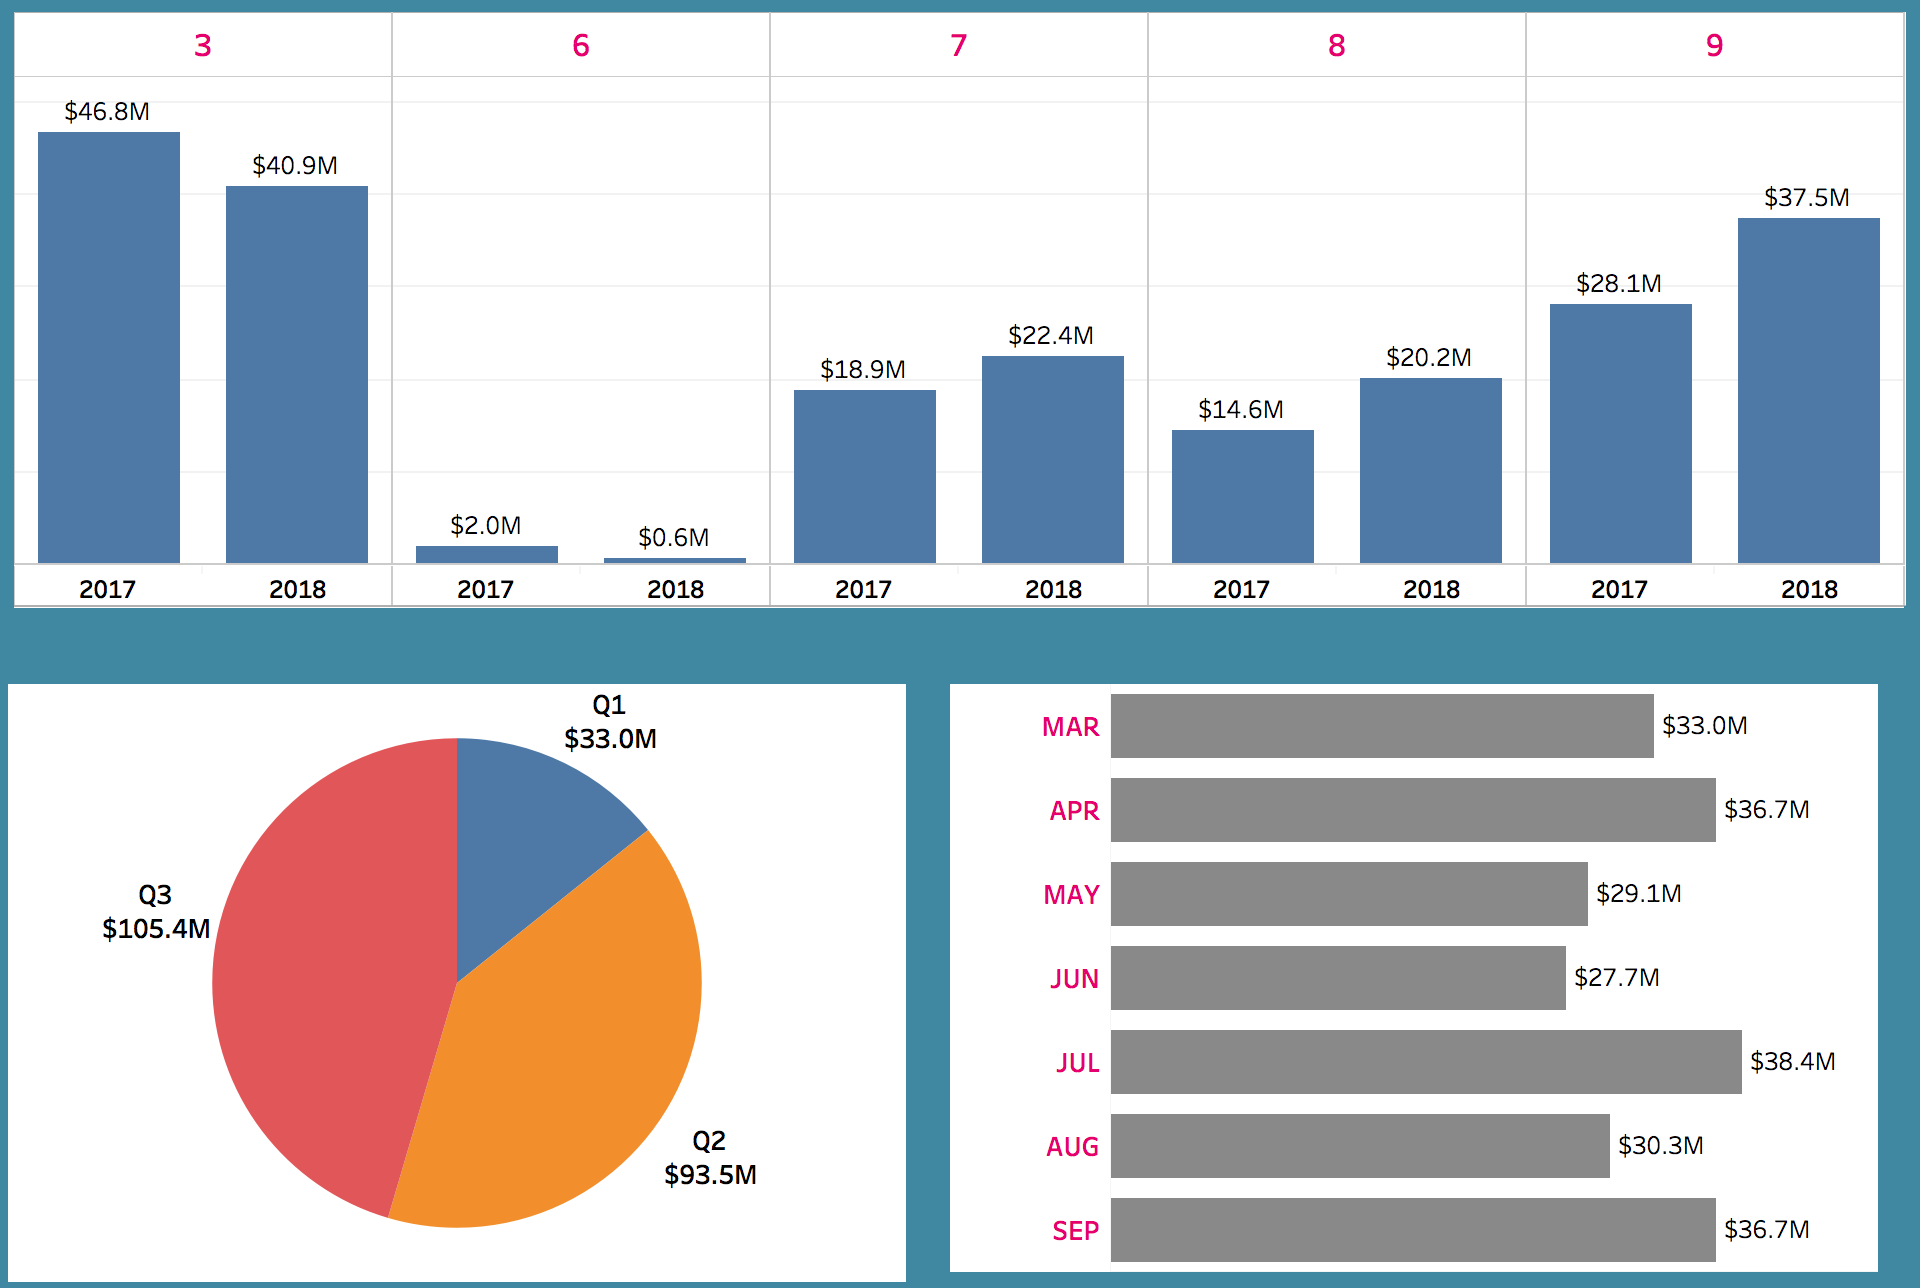 3 6 7 8 9
$46.8M $40.9M $2.0M $0.6M $18.9M $22.4M $14.6M $20.2M $28.1M $37.5M
2017 2018 2017 2018 2017 2018 2017 2018 2017 2018
Q1
$33.0M
Q3
$105.4M
Q2
$93.5M
MAR $33.0M
APR $36.7M
MAY $29.1M
JUN $27.7M
JUL $38.4M
AUG $30.3M
SEP $36.7M